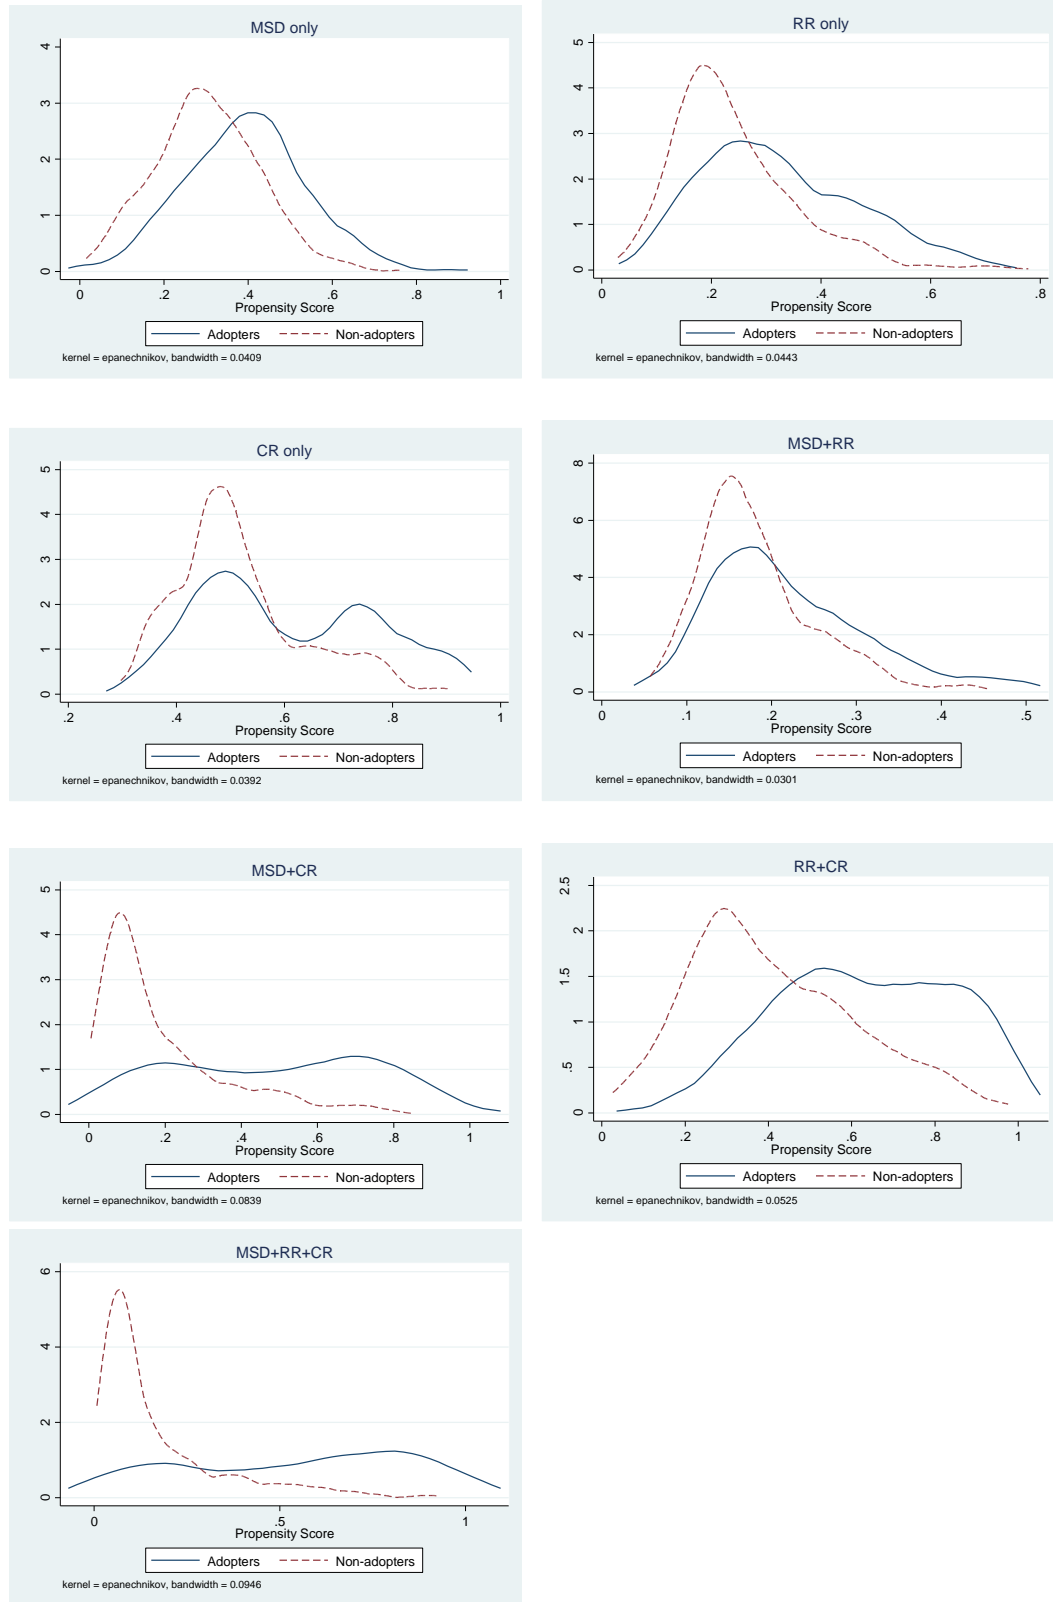 MSD only
4
3
2
1
0
0 .2 .4 .6 .8 1
Propensity Score
Adopters Non-adopters
kernel = epanechnikov, bandwidth = 0.0409
RR only
5
4
3
2
1
0
0 .2 .4 .6 .8
Propensity Score
Adopters Non-adopters
kernel = epanechnikov, bandwidth = 0.0443
CR only
5
4
3
2
1
0
.2 .4 .6 .8 1
Propensity Score
Adopters Non-adopters
kernel = epanechnikov, bandwidth = 0.0392
MSD+RR
8
6
4
2
0
0 .1 .2 .3 .4 .5
Propensity Score
Adopters Non-adopters
kernel = epanechnikov, bandwidth = 0.0301
MSD+CR
5
4
3
2
1
0
0 .2 .4 .6 .8 1
Propensity Score
Adopters Non-adopters
kernel = epanechnikov, bandwidth = 0.0839
RR+CR
2.5
2
1.5
1
.5
0
0 .2 .4 .6 .8 1
Propensity Score
Adopters Non-adopters
kernel = epanechnikov, bandwidth = 0.0525
MSD+RR+CR
6
4
2
0
0 .5 1
Propensity Score
Adopters Non-adopters
kernel = epanechnikov, bandwidth = 0.0946